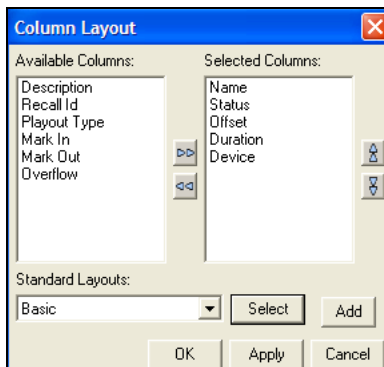 Column Layout
Available Columns:
Selected Columns:
Description
Recall Id
Playout Type
Mark In
Mark Out
Overflow
Name
Status
Offset
Duration
Device
Standard Layouts:
Basic
Select
Add
OK
Apply
Cancel